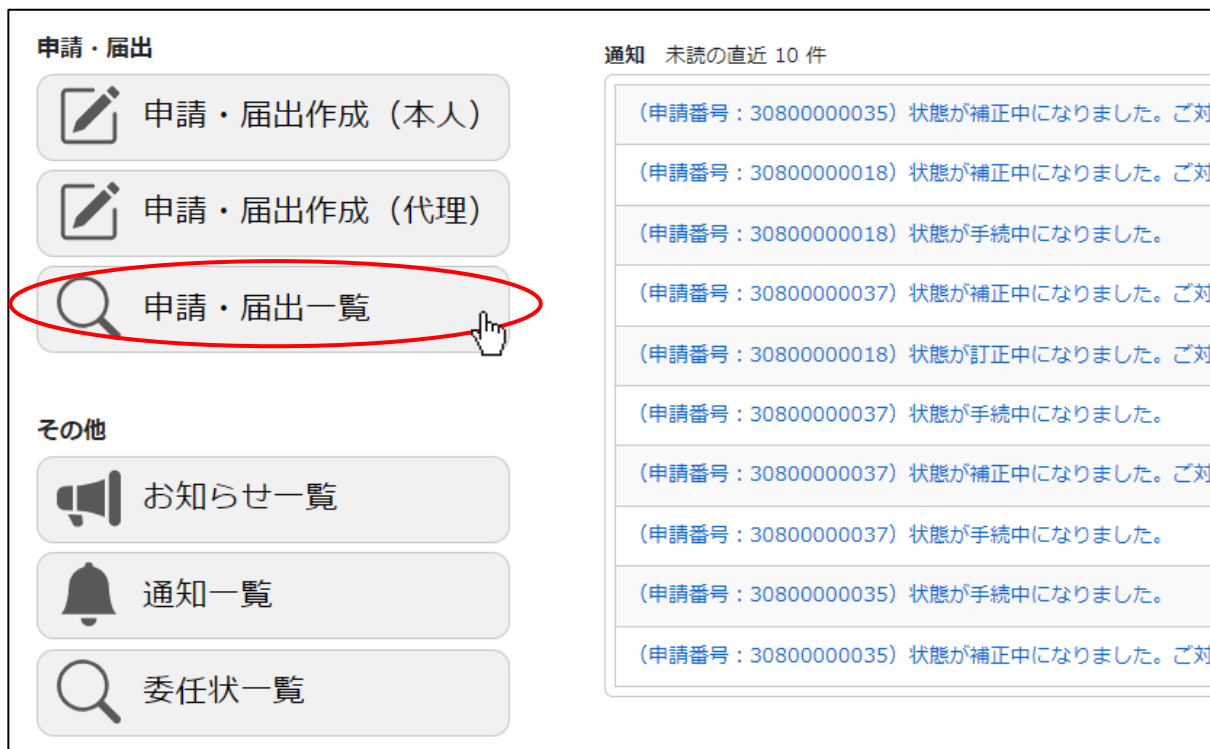 申請・届出
申請・届出作成（本人）
申請・届出作成（代理）
申請・届出一覧
その他
お知らせ一覧
通知一覧
委任状一覧
通知 未読の直近 10 件
（申請番号：30800000035）状態が補正中になりました。ご対
（申請番号：30800000018）状態が補正中になりました。ご対
（申請番号：30800000018）状態が手続中になりました。
（申請番号：30800000037）状態が補正中になりました。ご対
（申請番号：30800000018）状態が訂正中になりました。ご対
（申請番号：30800000037）状態が手続中になりました。
（申請番号：30800000037）状態が補正中になりました。ご対
（申請番号：30800000037）状態が手続中になりました。
（申請番号：30800000035）状態が手続中になりました。
（申請番号：30800000035）状態が補正中になりました。ご対